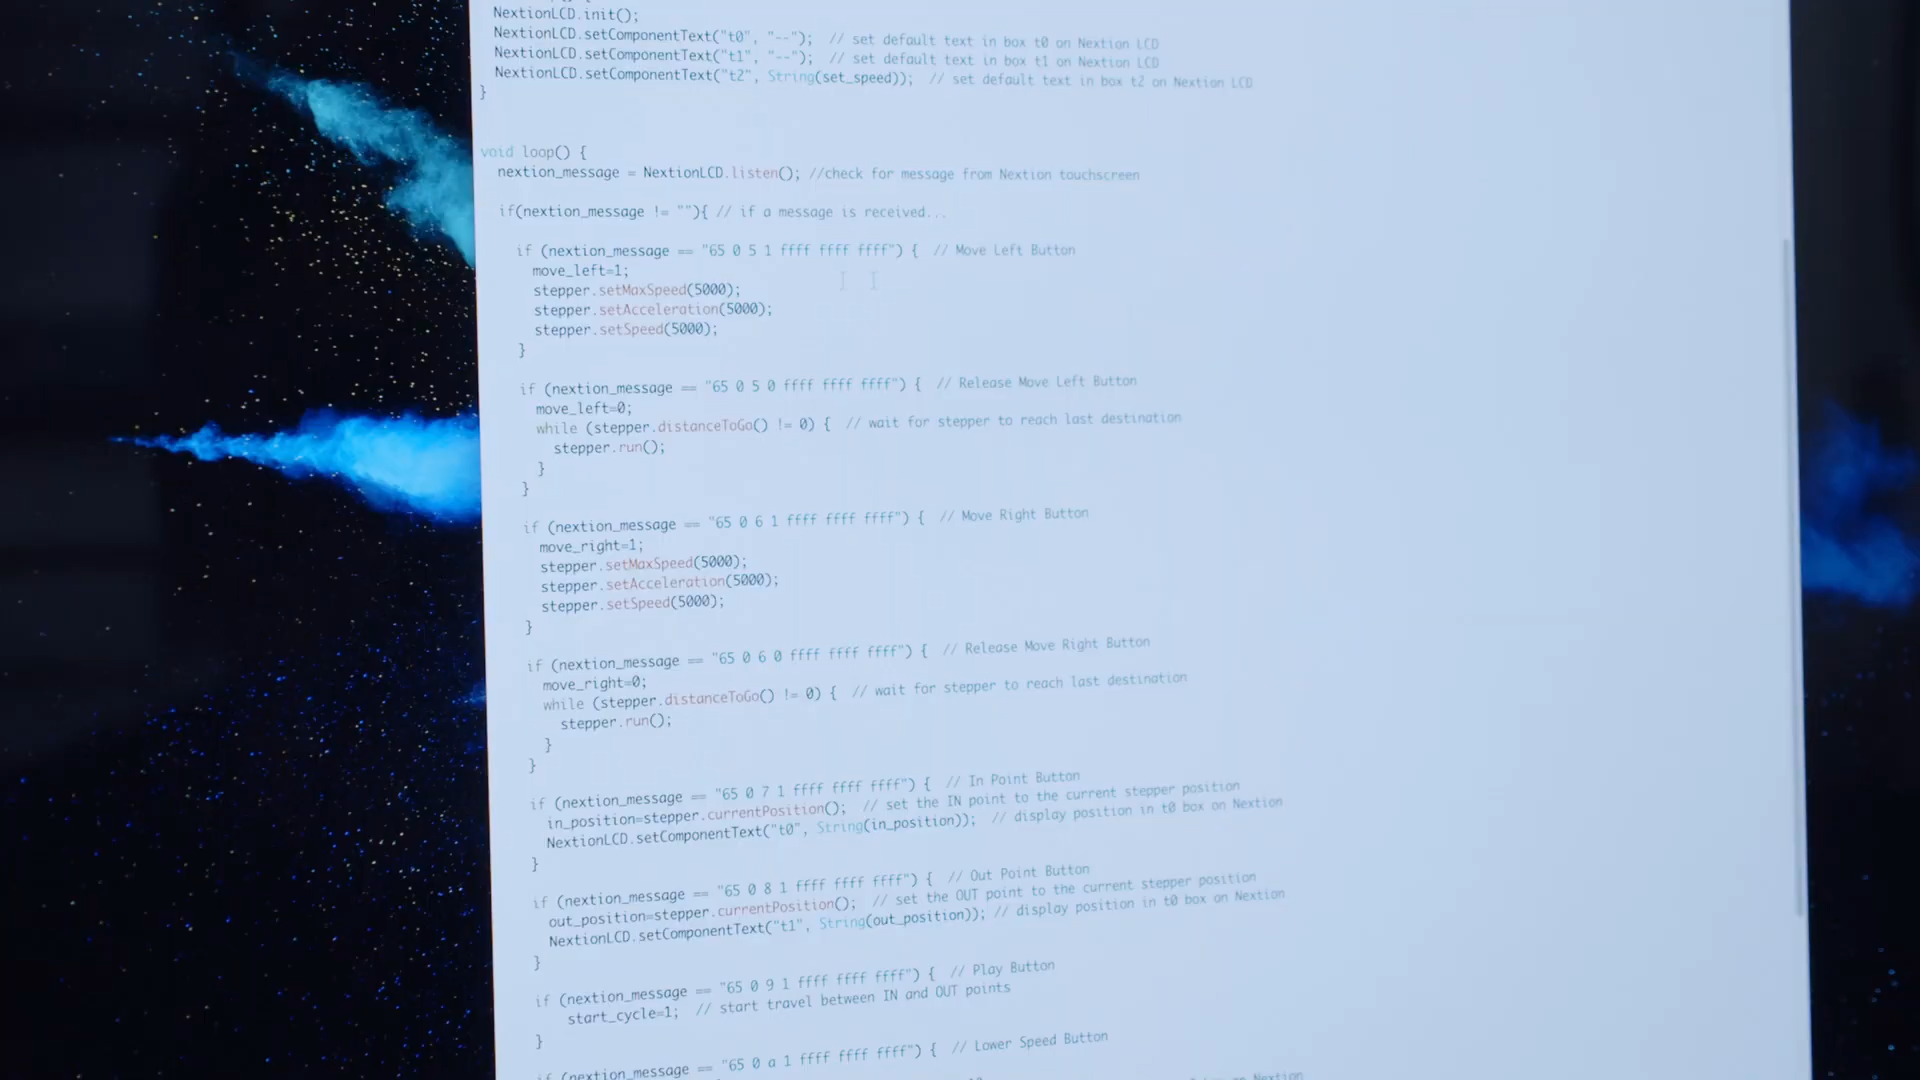 NextionLCD.init();
NextionLCD.setComponentText("t0", "--");  // set default text in box t0 on Nextion LCD
NextionLCD.setComponentText("t1", "--");  // set default text in box t1 on Nextion LCD
NextionLCD.setComponentText("t2", String(set_speed));  // set default text in box t2 on Nextion LCD
}
void loop() {
nextion_message = NextionLCD.listen(); //check for message from Nextion touchscreen
if(nextion_message != ""){ // if a message is received...
if (nextion_message == "65 0 5 1 ffff ffff ffff") {  // Move Left Button
move_left=1;
stepper.setMaxSpeed(5000);
stepper.setAcceleration(5000);
stepper.setSpeed(5000);
}
if (nextion_message == "65 0 5 0 ffff ffff ffff") {  // Release Move Left Button
move_left=0;
while (stepper.distanceToGo() != 0) {  // wait for stepper to reach last destination
stepper.run();
}
}
if (nextion_message == "65 0 6 1 ffff ffff ffff") {  // Move Right Button
move_right=1;
stepper.setMaxSpeed(5000);
stepper.setAcceleration(5000);
stepper.setSpeed(5000);
}
if (nextion_message == "65 0 6 0 ffff ffff ffff") {  // Release Move Right Button
move_right=0;
while (stepper.distanceToGo() != 0) {  // wait for stepper to reach last destination
stepper.run();
}
}
if (nextion_message == "65 0 7 1 ffff ffff ffff") {  // In Point Button
in_position=stepper.currentPosition();  // set the IN point to the current stepper position
NextionLCD.setComponentText("t0", String(in_position));  // display position in t0 box on Nextion
}
if (nextion_message == "65 0 8 1 ffff ffff ffff") {  // Out Point Button
out_position=stepper.currentPosition();  // set the OUT point to the current stepper position
NextionLCD.setComponentText("t1", String(out_position)); // display position in t0 box on Nextion
}
if (nextion_message == "65 0 9 1 ffff ffff ffff") {  // Play Button
start_cycle=1;  // start travel between IN and OUT points
}
if (nextion_message == "65 0 a 1 ffff ffff ffff") {  // Lower Speed Button